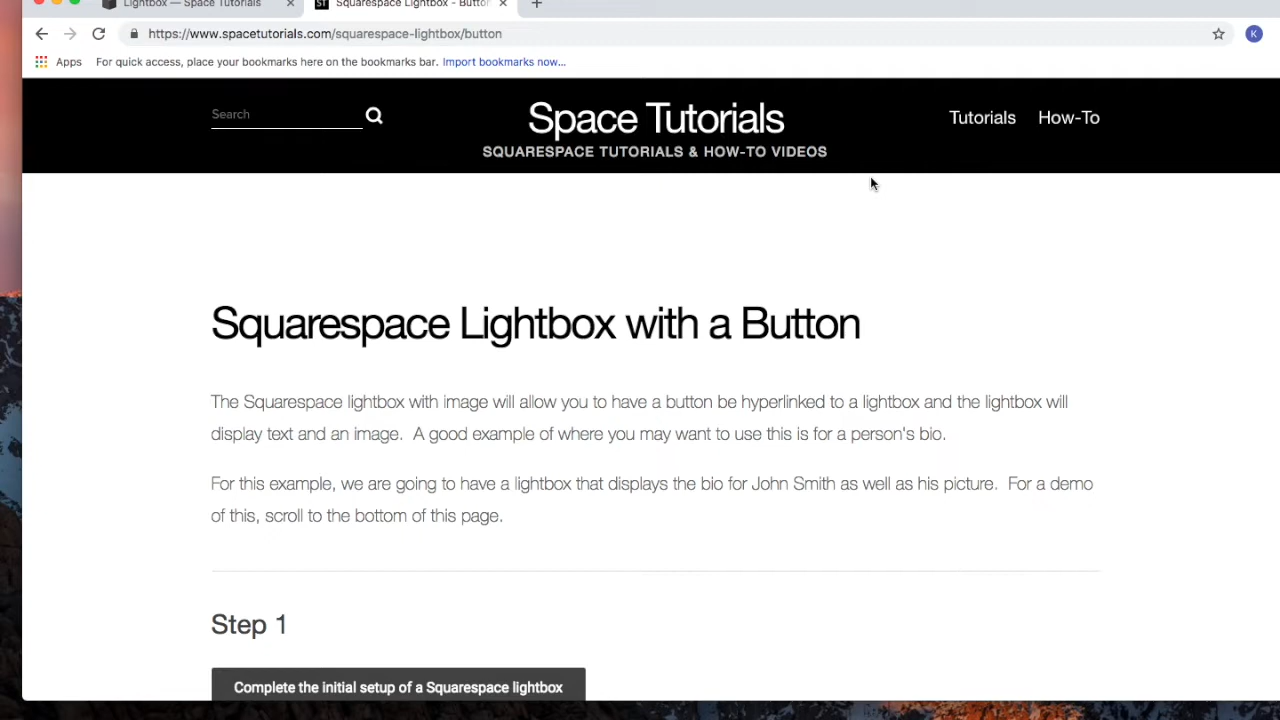 Lightbox — Space Tutorials
Squarespace Lightbox - Button
https://www.spacetutorials.com/squarespace-lightbox/button
K
Apps For quick access, place your bookmarks here on the bookmarks bar. Import bookmarks now...
Search
Space Tutorials
SQUARESPACE TUTORIALS & HOW-TO VIDEOS
Tutorials How-To
Squarespace Lightbox with a Button
The Squarespace lightbox with image will allow you to have a button be hyperlinked to a lightbox and the lightbox will
display text and an image. A good example of where you may want to use this is for a person's bio.
For this example, we are going to have a lightbox that displays the bio for John Smith as well as his picture. For a demo
of this, scroll to the bottom of this page.
Step 1
Complete the initial setup of a Squarespace lightbox